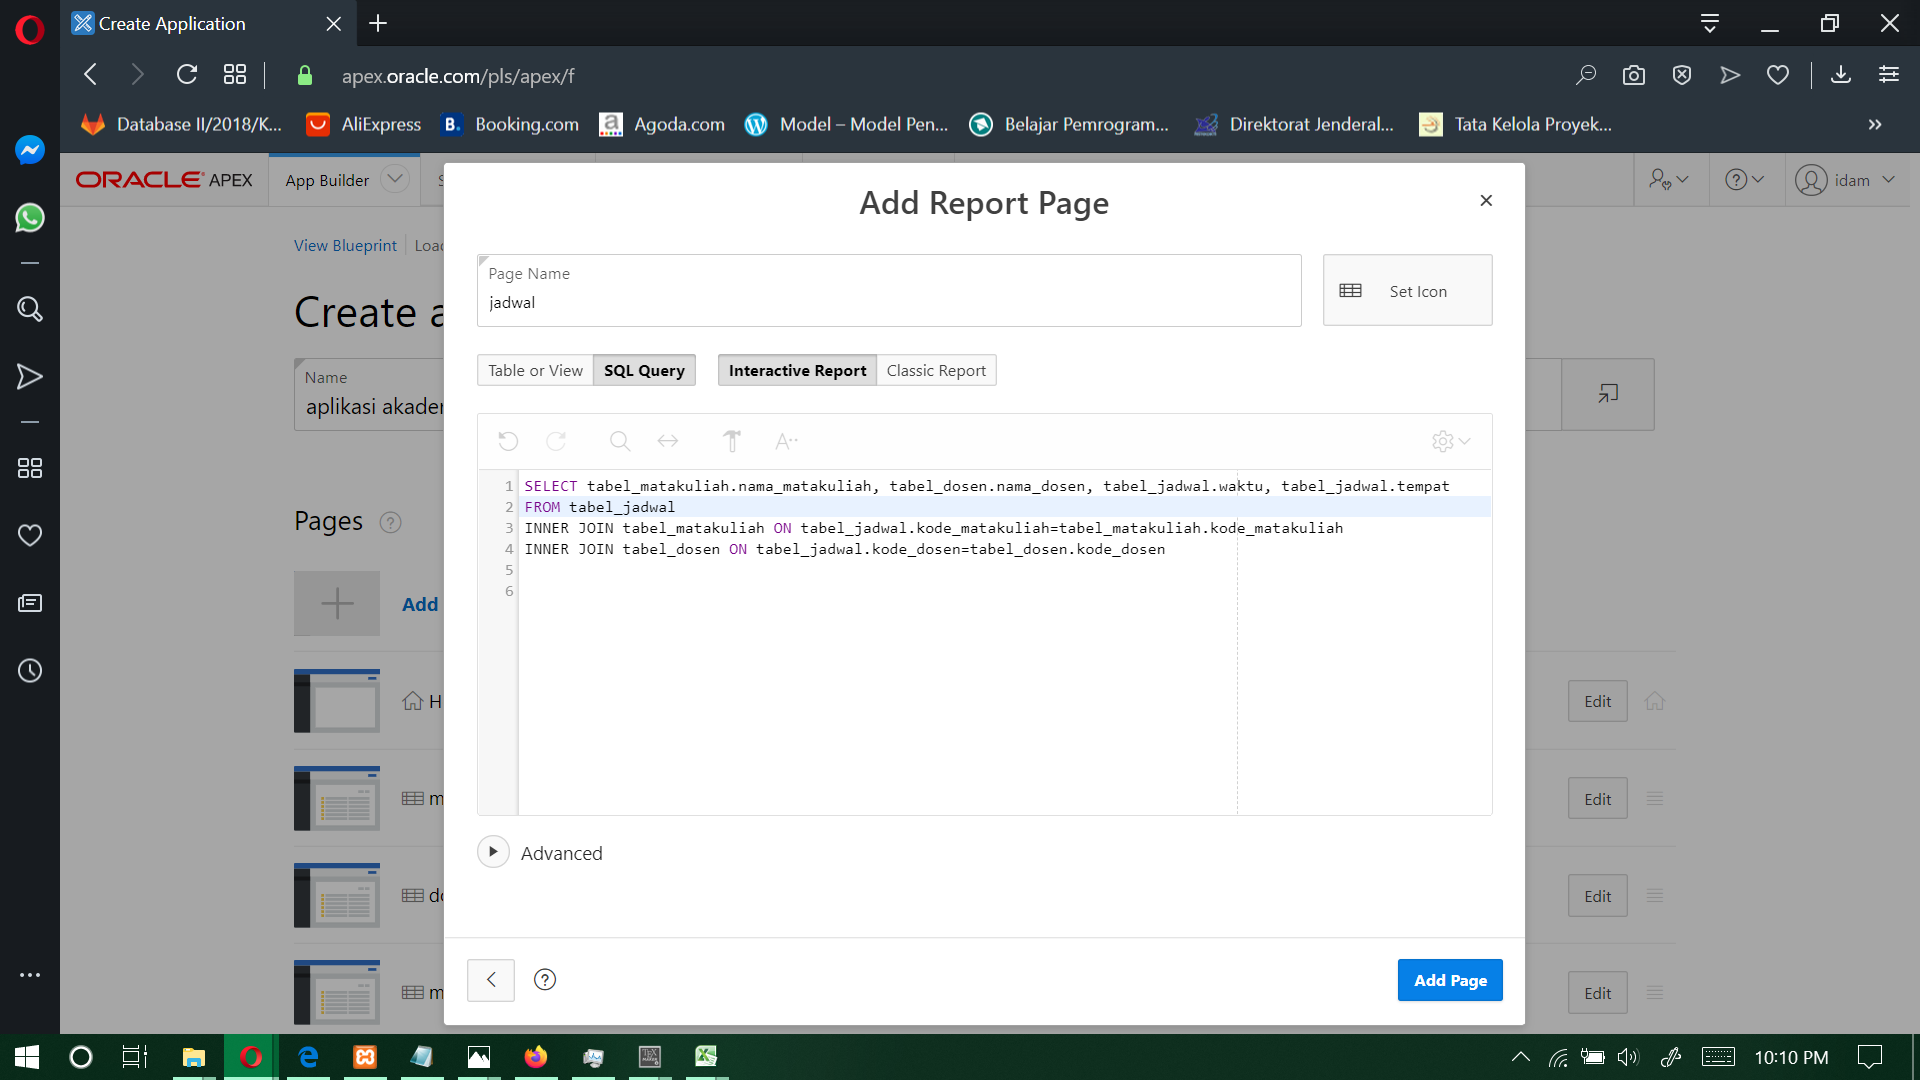 Create Application
apex.oracle.com/pls/apex/f
Database II/2018/K...
AliExpress
B.
Booking.com
a
Agoda.com
Model – Model Pen...
Belajar Pemrogram...
Direktorat Jenderal...
Tata Kelola Proyek...
»
ORACLE APEX
App Builder
idam
View Blueprint
Create a
Name
aplikasi akader
Pages
Add
H
m
do
m
Edit
Edit
Edit
Edit
Add Report Page
Page Name
jadwal
Set Icon
Table or View
SQL Query
Interactive Report
Classic Report
1 SELECT tabel_matakuliah.nama_matakuliah, tabel_dosen.nama_dosen, tabel_jadwal.waktu, tabel_jadwal.tempat
2 FROM tabel_jadwal
3 INNER JOIN tabel_matakuliah ON tabel_jadwal.kode_matakuliah=tabel_matakuliah.kode_matakuliah
4 INNER JOIN tabel_dosen ON tabel_jadwal.kode_dosen=tabel_dosen.kode_dosen
5
6
Advanced
Add Page
10:10 PM